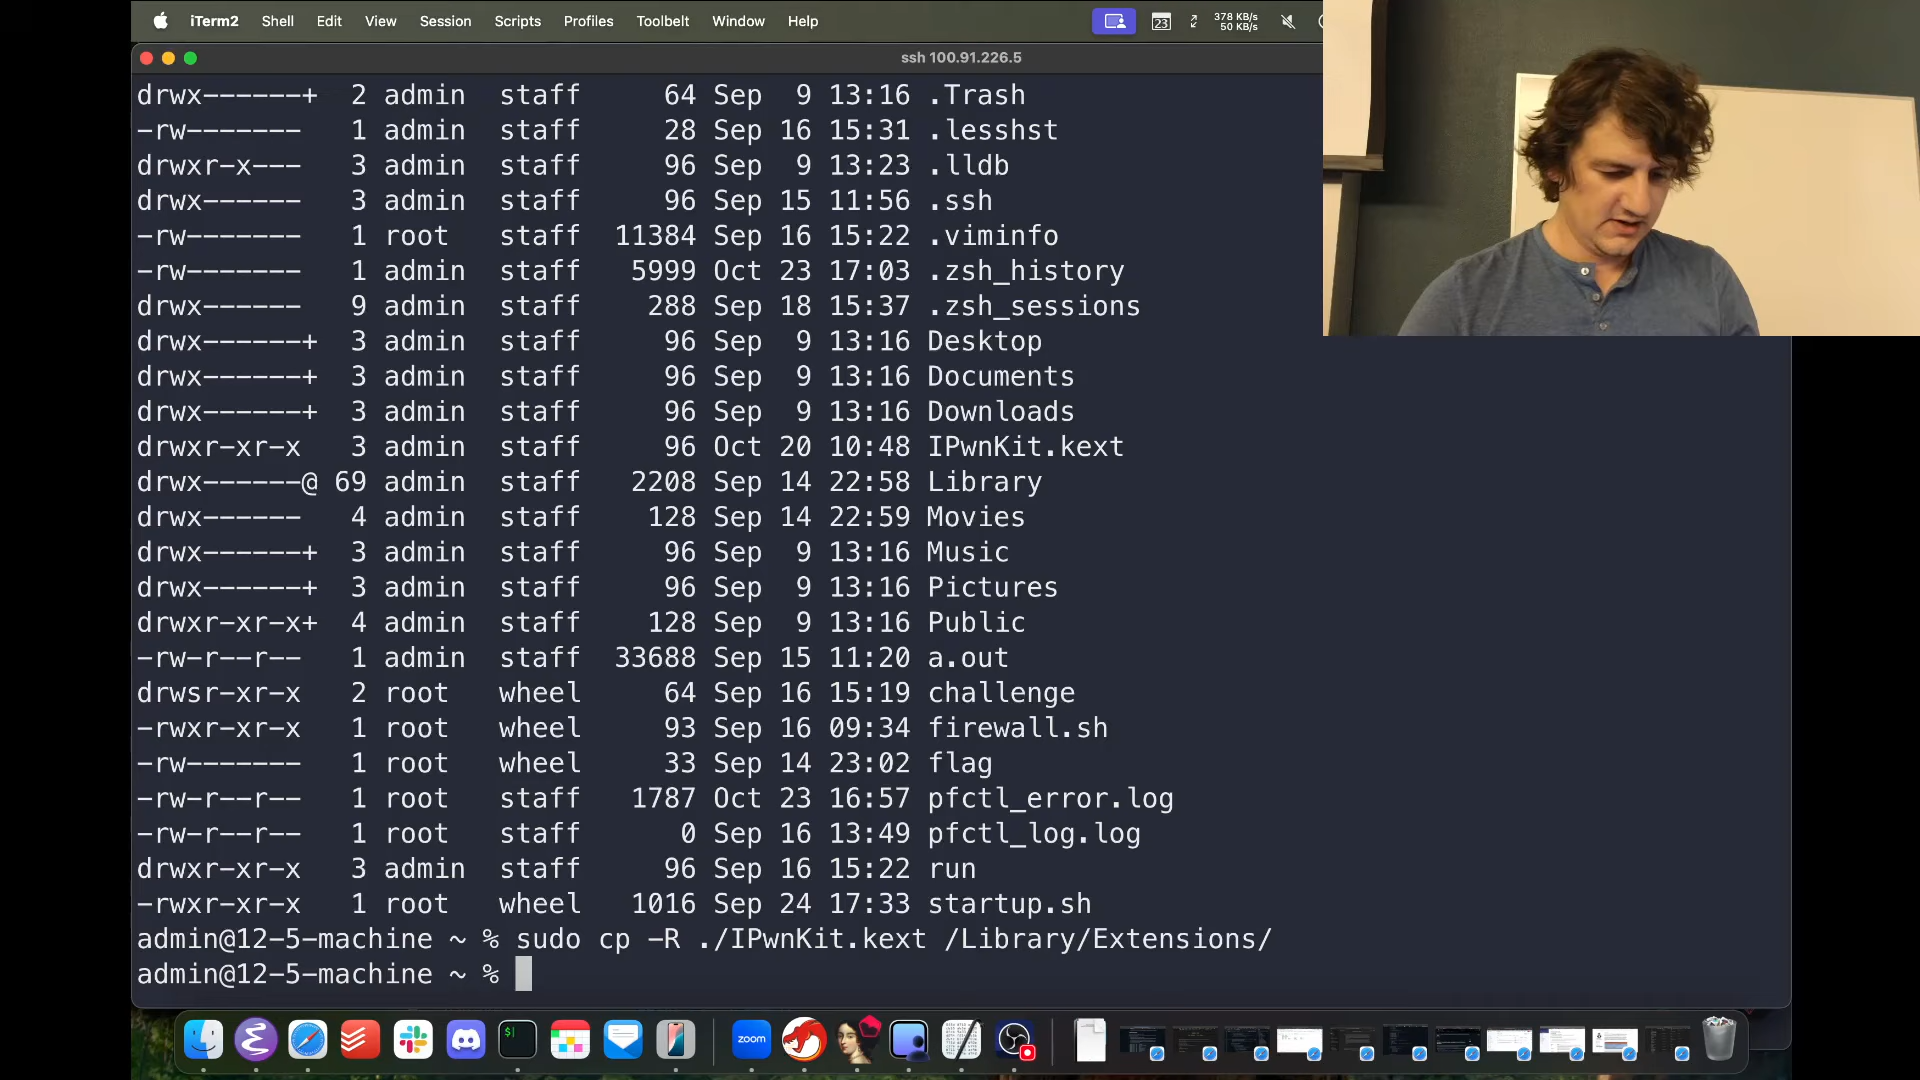 iTerm2 Shell Edit View Session Scripts Profiles Toolbelt Window Help 23 378 KB/s
50 KB/s
ssh 100.91.226.5
drwx------+ 2 admin staff 64 Sep 9 13:16 .Trash
-rw------- 1 admin staff 28 Sep 16 15:31 .lesshst
drwxr-x--- 3 admin staff 96 Sep 9 13:23 .lldb
drwx------ 3 admin staff 96 Sep 15 11:56 .ssh
-rw------- 1 root staff 11384 Sep 16 15:22 .viminfo
-rw------- 1 admin staff 5999 Oct 23 17:03 .zsh_history
drwx------ 9 admin staff 288 Sep 18 15:37 .zsh_sessions
drwx------+ 3 admin staff 96 Sep 9 13:16 Desktop
drwx------+ 3 admin staff 96 Sep 9 13:16 Documents
drwx------+ 3 admin staff 96 Sep 9 13:16 Downloads
drwxr-xr-x 3 admin staff 96 Oct 20 10:48 IPwnKit.kext
drwx------@ 69 admin staff 2208 Sep 14 22:58 Library
drwx------ 4 admin staff 128 Sep 14 22:59 Movies
drwx------+ 3 admin staff 96 Sep 9 13:16 Music
drwx------+ 3 admin staff 96 Sep 9 13:16 Pictures
drwxr-xr-x+ 4 admin staff 128 Sep 9 13:16 Public
-rw-r--r-- 1 admin staff 33688 Sep 15 11:20 a.out
drwsr-xr-x 2 root wheel 64 Sep 16 15:19 challenge
-rwxr-xr-x 1 root wheel 93 Sep 16 09:34 firewall.sh
-rw------- 1 root wheel 33 Sep 14 23:02 flag
-rw-r--r-- 1 root staff 1787 Oct 23 16:57 pfctl_error.log
-rw-r--r-- 1 root staff 0 Sep 16 13:49 pfctl_log.log
drwxr-xr-x 3 admin staff 96 Sep 16 15:22 run
-rwxr-xr-x 1 root wheel 1016 Sep 24 17:33 startup.sh
admin@12-5-machine ~ % sudo cp -R ./IPwnKit.kext /Library/Extensions/
admin@12-5-machine ~ %
$
zoom